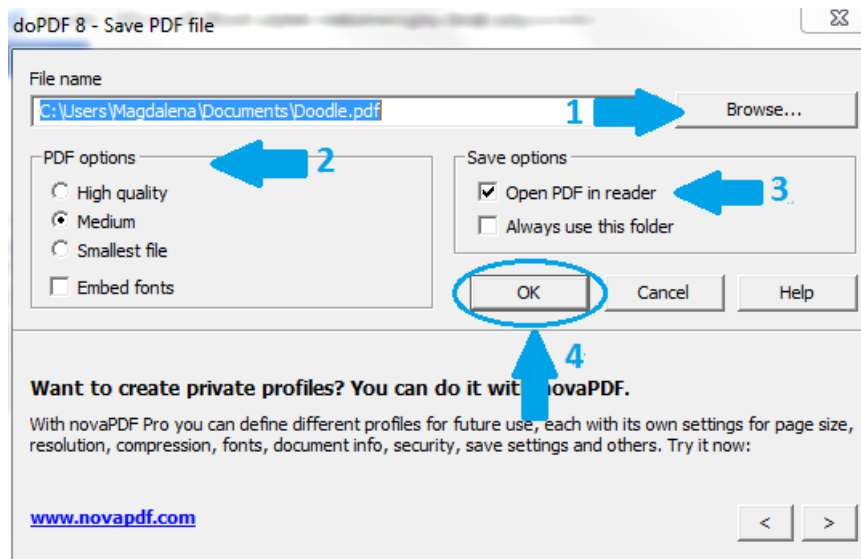 doPDF 8 - Save PDF file
File name
C:\Users\Magdalena\Documents\Doodle.pdf
1
Browse...
PDF options
2
High quality
Medium
Smallest file
Embed fonts
Save options
Open PDF in reader
3
Always use this folder
OK
Cancel
Help
4
Want to create private profiles? You can do it with novaPDF.
With novaPDF Pro you can define different profiles for future use, each with its own settings for page size,
resolution, compression, fonts, document info, security, save settings and others. Try it now:
www.novapdf.com
<
>